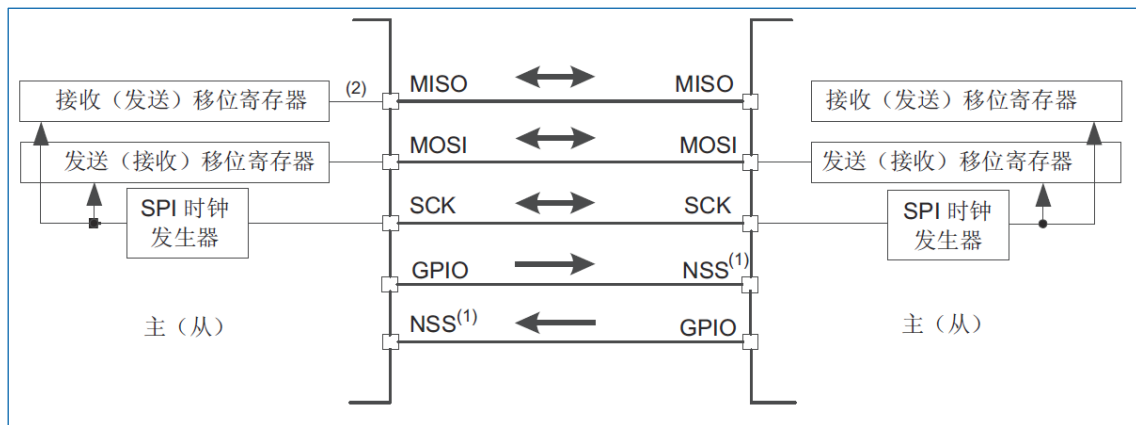 接收（发送）移位寄存器
(2)
MISO
MISO
接收（发送）移位寄存器
发送（接收）移位寄存器
MOSI
MOSI
发送（接收）移位寄存器
SPI 时钟
发生器
SCK
SCK
SPI 时钟
发生器
GPIO
NSS(1)
主（从）
NSS(1)
GPIO
主（从）